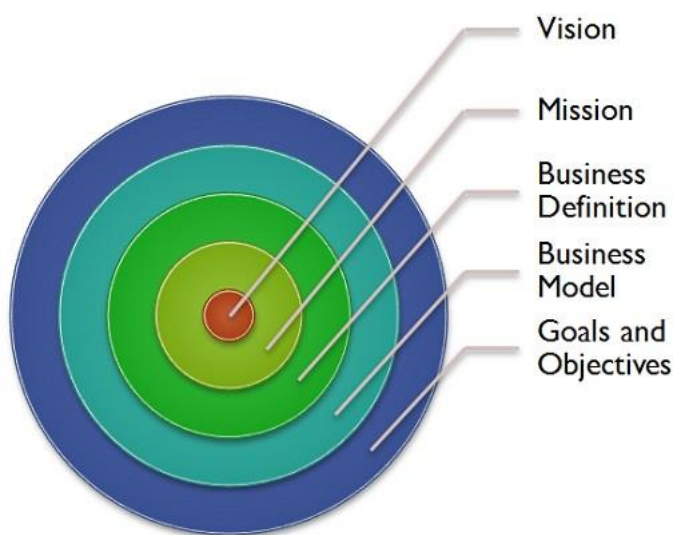 Vision
Mission
Business
Definition
Business
Model
Goals and
Objectives